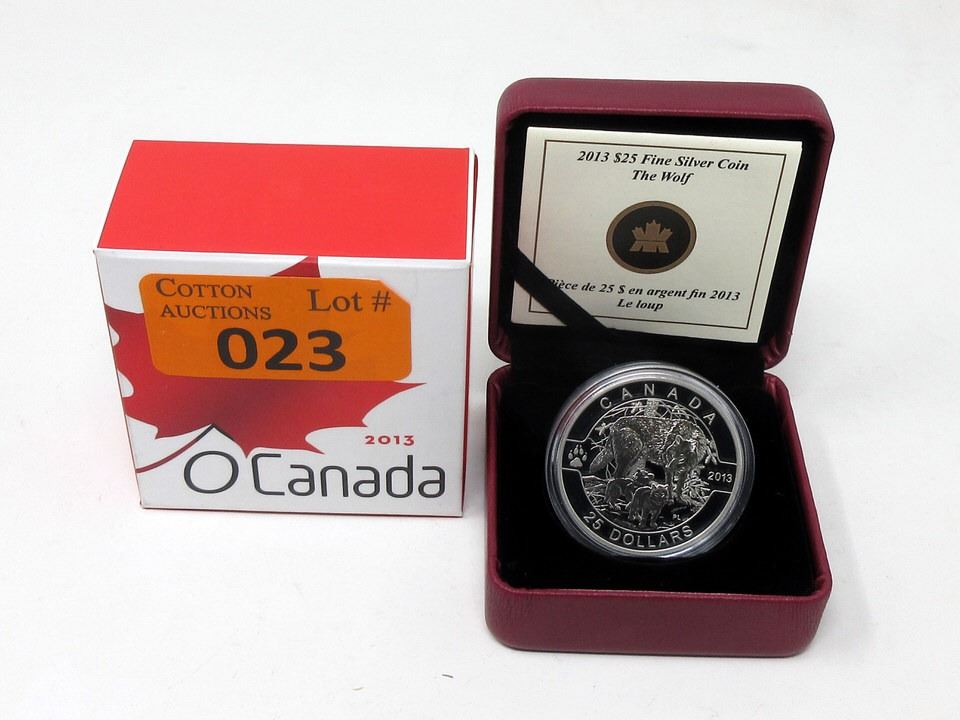 COTTON
AUCTIONS
Lot #
023
2013
O Canada
2013 $25 Fine Silver Coin
The Wolf
Pièce de 25 $ en argent fin 2013
Le loup
CANADA
2013
25 DOLLARS